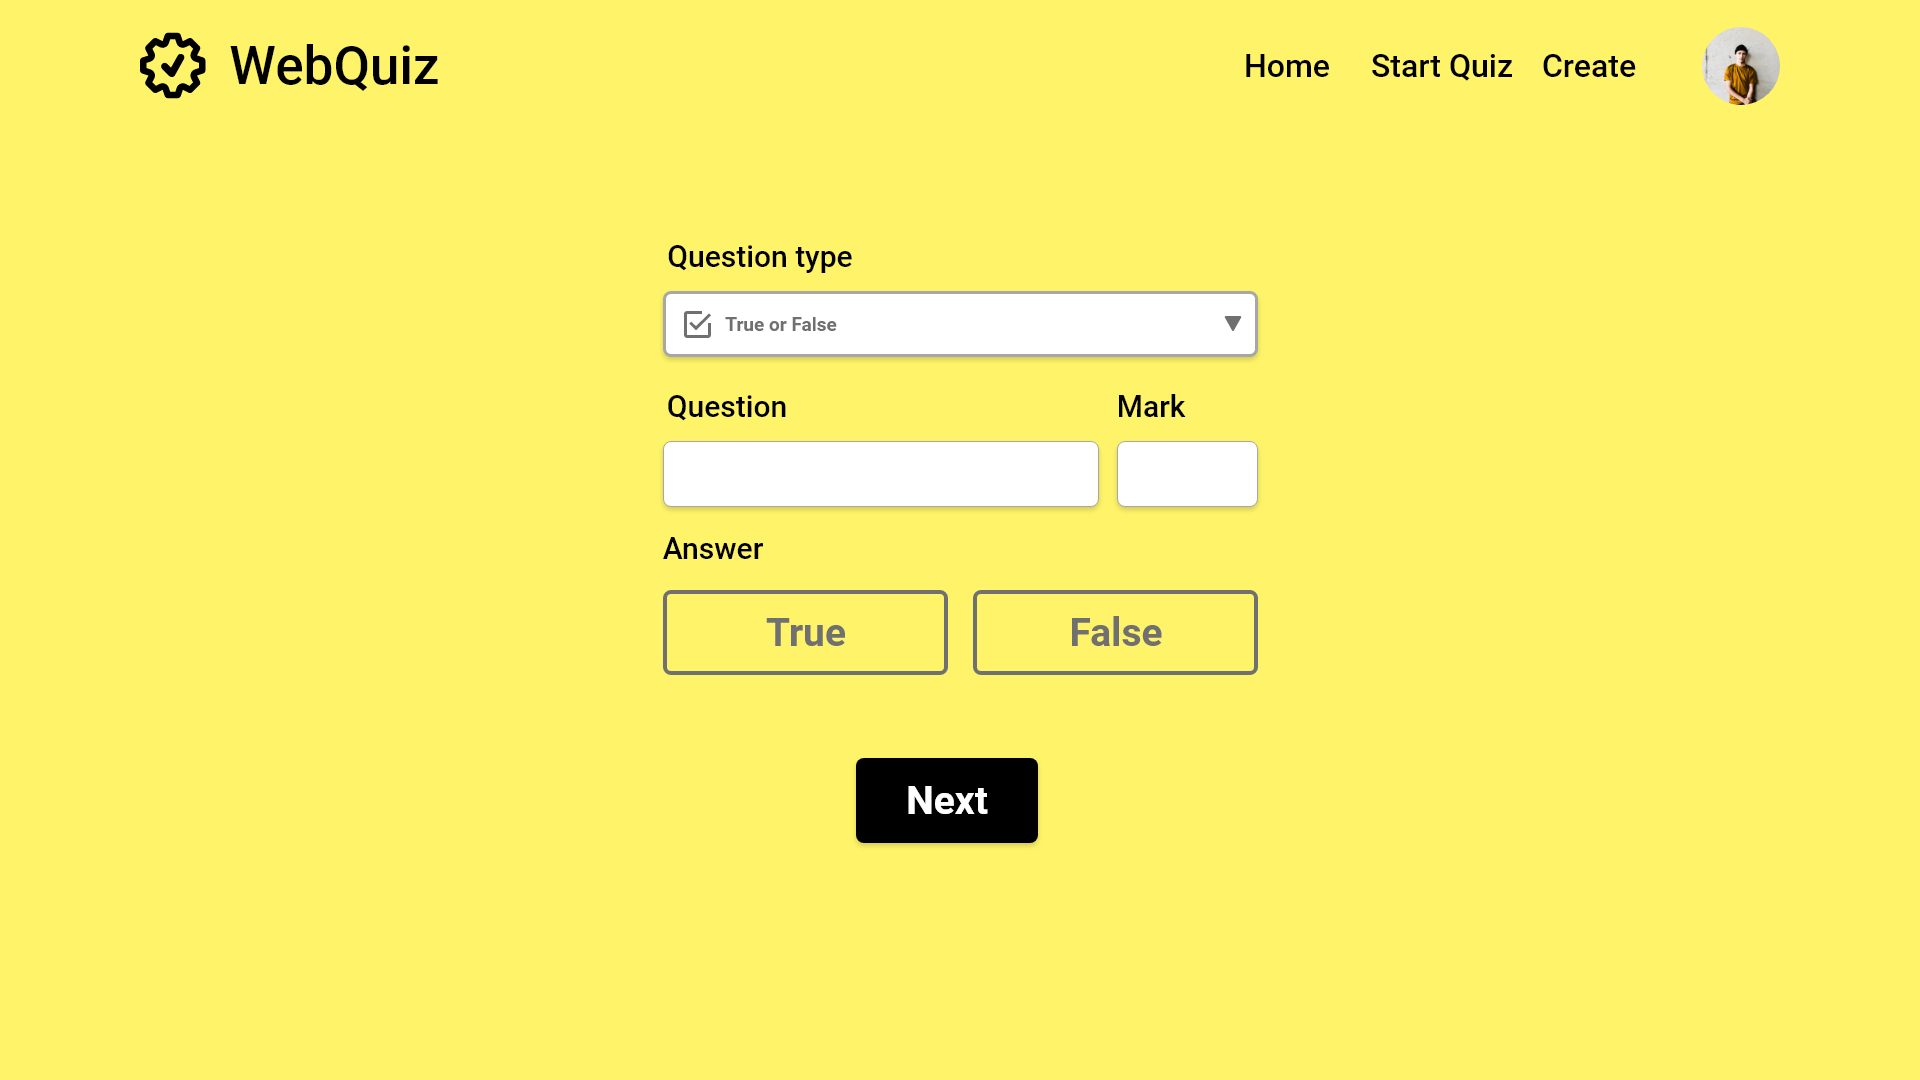 WebQuiz
Home Start Quiz Create
Question type
True or False
Question Mark
Answer
True False
Next